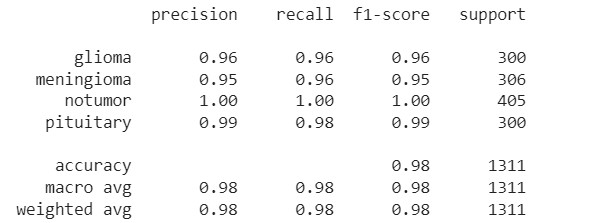 precision recall f1-score support
glioma 0.96 0.96 0.96 300
meningioma 0.95 0.96 0.95 306
notumor 1.00 1.00 1.00 405
pituitary 0.99 0.98 0.99 300
accuracy 0.98 1311
macro avg 0.98 0.98 0.98 1311
weighted avg 0.98 0.98 0.98 1311